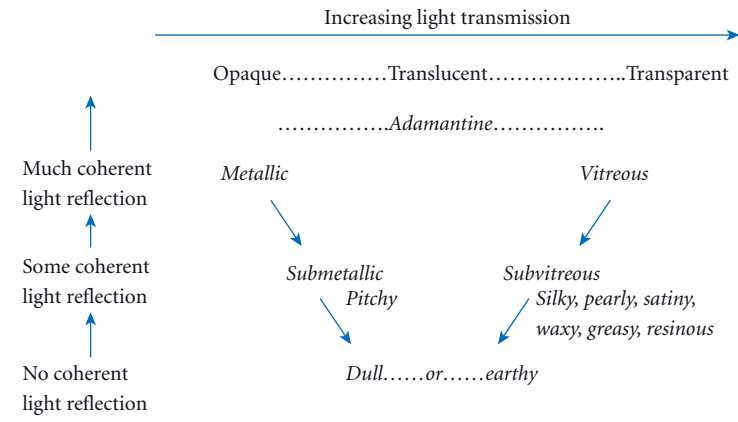 Increasing light transmission
Opaque……………Translucent………………..Transparent
…………….Adamantine…………….
Much coherent
light reflection
Metallic
Vitreous
Some coherent
light reflection
Submetallic
Pitchy
Subvitreous
Silky, pearly, satiny,
waxy, greasy, resinous
No coherent
light reflection
Dull……or……earthy